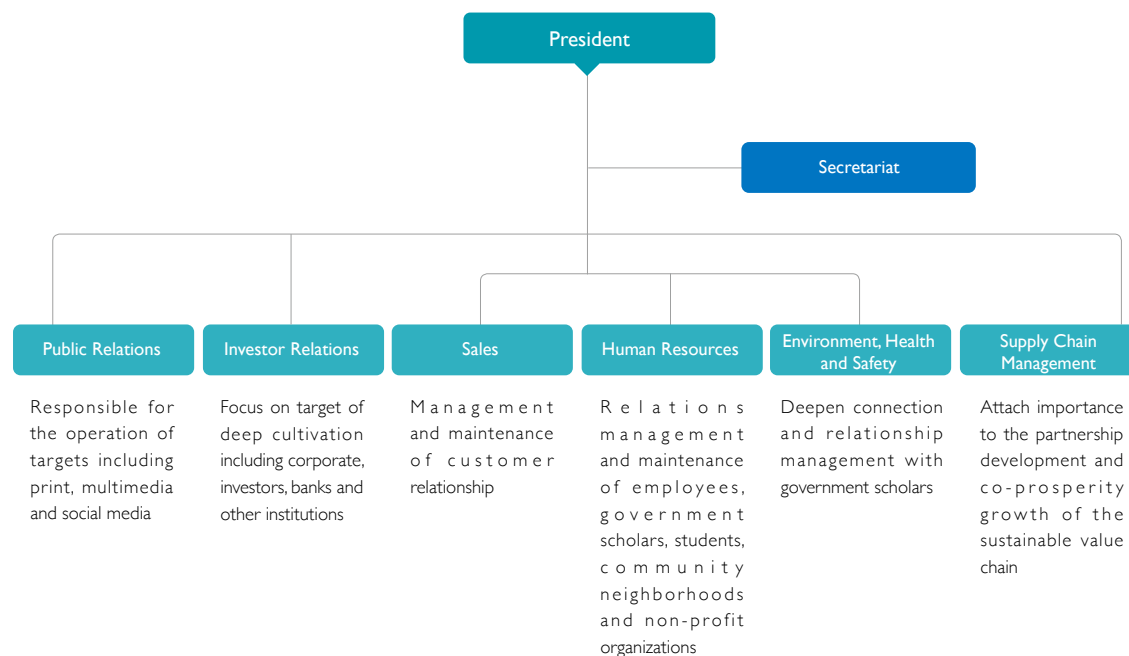 President
Secretariat
Public Relations
Investor Relations
Sales
Human Resources
Environment, Health
and Safety
Supply Chain
Management
Responsible for
the operation of
targets including
print, multimedia
and social media
Focus on target of
deep cultivation
including corporate,
investors, banks and
other institutions
Management
and maintenance
of customer
relationship
Relations
management
and maintenance
of employees,
government
scholars, students,
community
neighborhoods
and non-profit
organizations
Deepen connection
and relationship
management with
government scholars
Attach importance
to the partnership
development and
co-prosperity
growth of the
sustainable value
chain